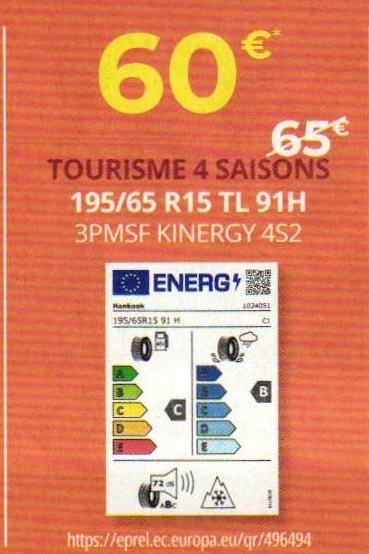 60€*
65€
TOURISME 4 SAISONS
195/65 R15 TL 91H
3PMSF KINERGY 4S2
ENERG
Hankook 1024051
195/65R15 91 H C1
A A
B B B
C C C
D D
E E
72 dB
ABC
https://eprel.ec.europa.eu/qr/496494